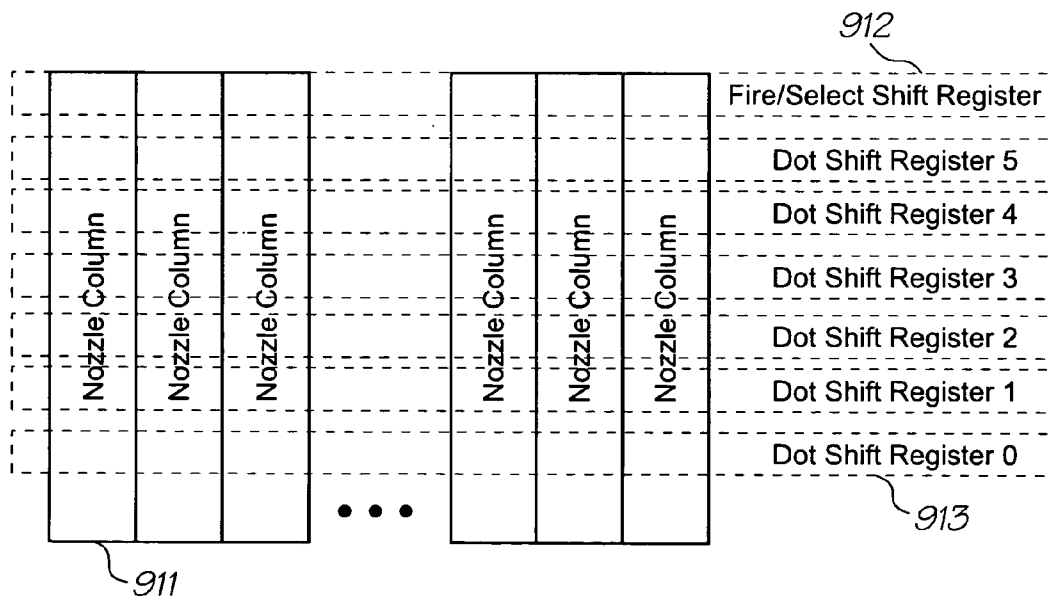 912
Fire/Select Shift Register
Dot Shift Register 5
Dot Shift Register 4
Dot Shift Register 3
Dot Shift Register 2
Dot Shift Register 1
Dot Shift Register 0
Nozzle Column
Nozzle Column
Nozzle Column
Nozzle Column
Nozzle Column
Nozzle Column
913
911